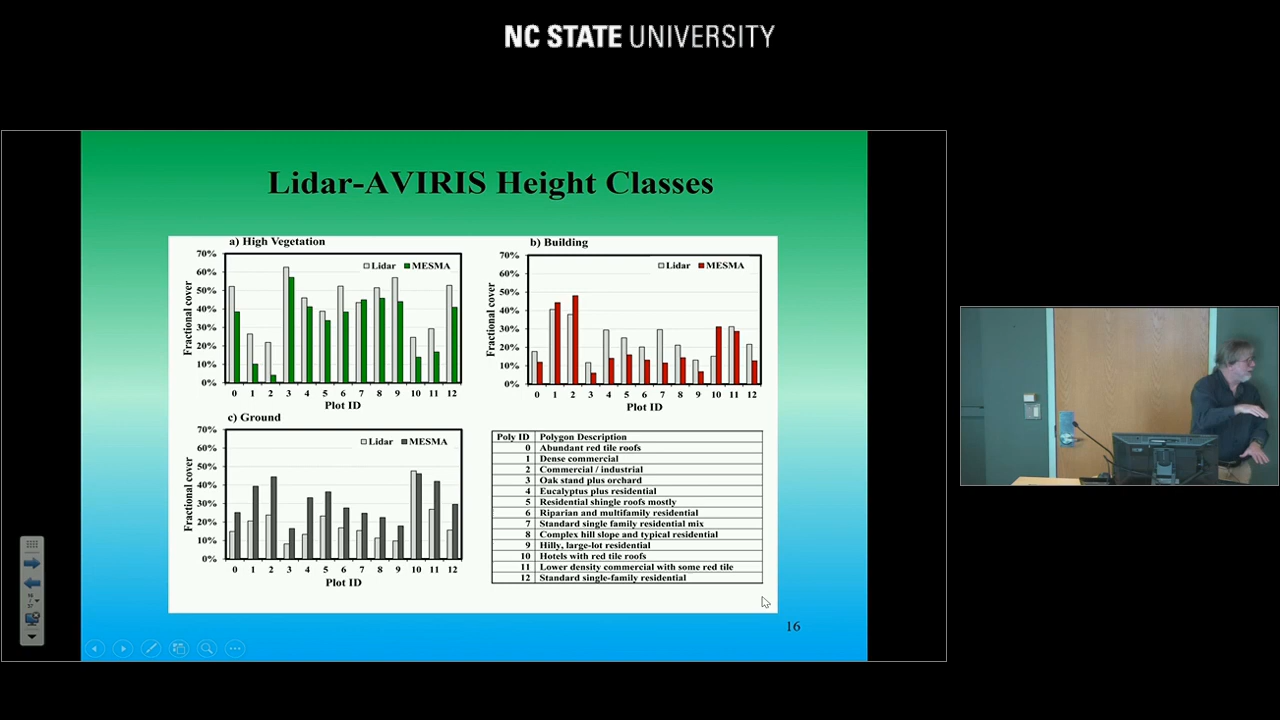 NC STATE UNIVERSITY
Lidar-AVIRIS Height Classes
a) High Vegetation
70%
60%
50%
40%
30%
20%
10%
0%
Fractional cover
Lidar MESMA
0 1 2 3 4 5 6 7 8 9 10 11 12
Plot ID
b) Building
70%
60%
50%
40%
30%
20%
10%
0%
Fractional cover
Lidar MESMA
0 1 2 3 4 5 6 7 8 9 10 11 12
Plot ID
c) Ground
70%
60%
50%
40%
30%
20%
10%
0%
Fractional cover
Lidar MESMA
0 1 2 3 4 5 6 7 8 9 10 11 12
Plot ID
Poly ID Polygon Description
0 Abundant red tile roofs
1 Dense commercial
2 Commercial / industrial
3 Oak stand plus orchard
4 Eucalyptus plus residential
5 Residential shingle roofs mostly
6 Riparian and multifamily residential
7 Standard single family residential mix
8 Complex hill slope and typical residential
9 Hilly, large-lot residential
10 Hotels with red tile roofs
11 Lower density commercial with some red tile
12 Standard single-family residential
16